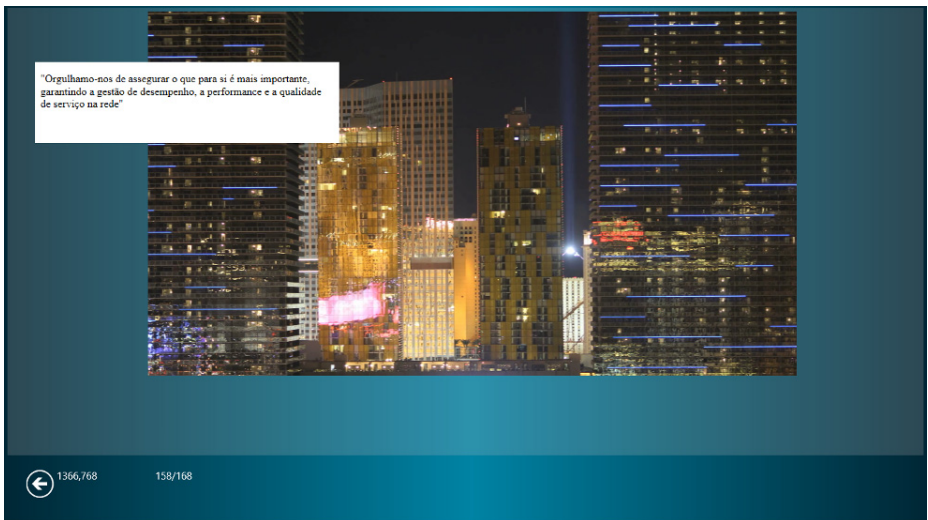 "Orgulhamo-nos de assegurar o que para si é mais importante,
garantindo a gestão de desempenho, a performance e a qualidade
de serviço na rede"
1366,768 158/168